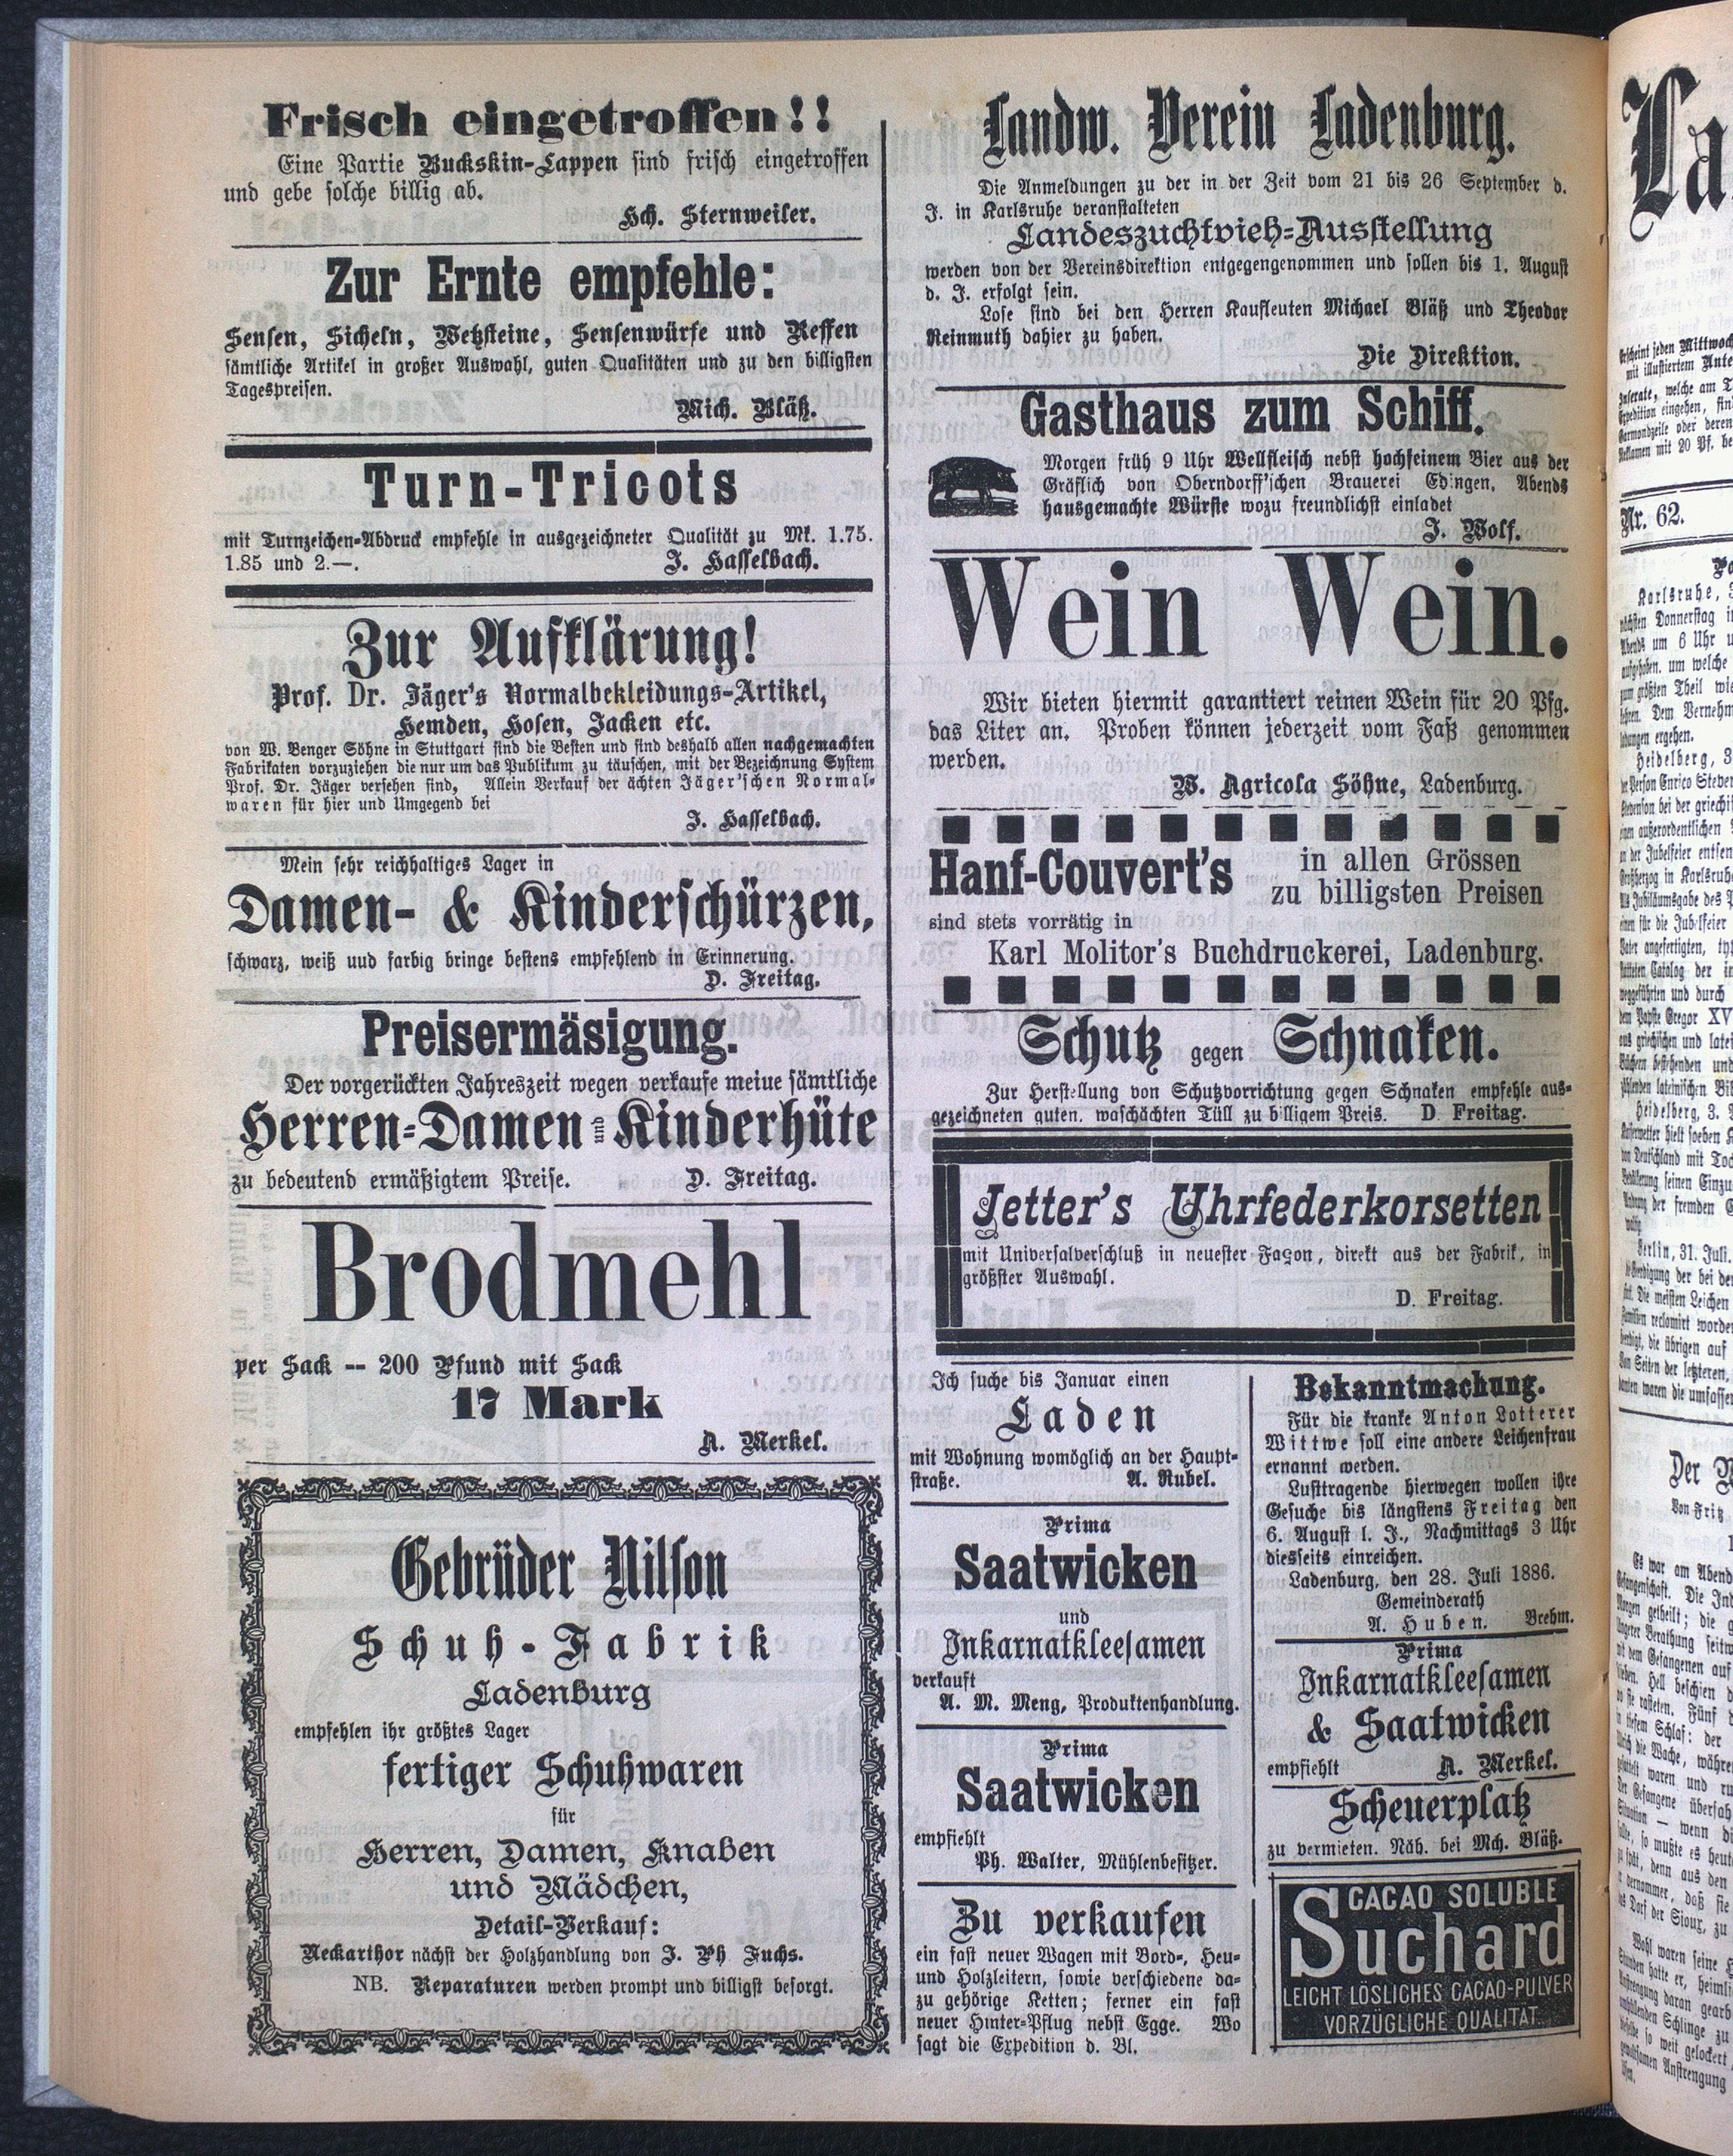 Frisch eingetroffen!!
Eine Partie Buckskin-Lappen sind frisch eingetroffen
und gebe solche billig ab.
Hch. Sternweiler.
Zur Ernte empfehle:
Sensen, Sicheln, Wetzsteine, Sensenwürfe und Reffen
sämtliche Artikel in großer Auswahl, guten Qualitäten und zu den billigsten
Tagespreisen.
Mich. Bläß.
Turn-Tricots
mit Turnzeichen-Abdruck empfehle in ausgezeichneter Qualität zu Mk. 1.75.
1.85 und 2.—.
J. Hasselbach.
Zur Aufklärung!
Prof. Dr. Jäger's Normalbekleidungs-Artikel,
Hemden, Hosen, Jacken etc.
von W. Benger Söhne in Stuttgart sind die Besten und sind deshalb allen nachgemachten
Fabrikaten vorzuziehen die nur um das Publikum zu täuschen, mit der Bezeichnung System
Prof. Dr. Jäger versehen sind, Allein Verkauf der ächten Jäger'schen Normal-
waren für hier und Umgegend bei
J. Hasselbach.
Mein sehr reichhaltiges Lager in
Damen- & Kinderschürzen,
schwarz, weiß uud farbig bringe bestens empfehlend in Erinnerung.
D. Freitag.
Preisermäsigung.
Der vorgerückten Jahreszeit wegen verkaufe meiue sämtliche
Herren-Damen und Kinderhüte
zu bedeutend ermäßigtem Preise.
D. Freitag.
Brodmehl
per Sack -- 200 Pfund mit Sack
17 Mark
A. Merkel.
Gebrüder Nilson
Schuh-Fabrik
Ladenburg
empfehlen ihr größtes Lager
fertiger Schuhwaren
für
Herren, Damen, Knaben
und Mädchen,
Detail-Verkauf:
Neckarthor nächst der Holzhandlung von J. Ph Fuchs.
NB. Reparaturen werden prompt und billigst besorgt.
Landw. Verein Ladenburg.
Die Anmeldungen zu der in der Zeit vom 21 bis 26 September d.
J. in Karlsruhe veranstalteten
Landeszuchtvieh-Ausstellung
werden von der Vereinsdirektion entgegengenommen und sollen bis 1. August
d. J. erfolgt sein.
Lose sind bei den Herren Kaufleuten Michael Bläß und Theodor
Reinmuth dahier zu haben.
Die Direktion.
Gasthaus zum Schiff.
Morgen früh 9 Uhr Wellfleisch nebst hochfeinem Bier aus der
Gräflich von Oberndorff'schen Brauerei Edingen, Abends
hausgemachte Würste wozu freundlichst einladet
J. Wolf.
Wein Wein.
Wir bieten hiermit garantiert reinen Wein für 20 Pfg.
das Liter an. Proben können jederzeit vom Faß genommen
werden.
W. Agricola Söhne, Ladenburg.
Hanf-Couvert's
in allen Grössen
zu billigsten Preisen
sind stets vorrätig in
Karl Molitor's Buchdruckerei, Ladenburg.
Schutz gegen Schnaken.
Zur Herstellung von Schutzvorrichtung gegen Schnaken empfehle aus-
gezeichneten guten, waschächten Tüll zu billigem Preis. D. Freitag.
Jetter's Uhrfederkorsetten
mit Universalverschluß in neuester Façon, direkt aus der Fabrik, in
größster Auswahl.
D. Freitag.
Ich suche bis Januar einen
Laden
mit Wohnung womöglich an der Haupt-
straße.
A. Rubel.
Prima
Saatwicken
und
Inkarnatkleesamen
verkauft
A. M. Meng, Produktenhandlung.
Prima
Saatwicken
empfiehlt
Ph. Walter, Mühlenbesitzer.
Zu verkaufen
ein fast neuer Wagen mit Bord-, Heu-
und Holzleitern, sowie verschiedene da-
zu gehörige Ketten; ferner ein fast
neuer Hinter-Pflug nebst Egge. Wo
sagt die Expedition d. Bl.
Bekanntmachung.
Für die kranke Anton Lotterer
Wittwe soll eine andere Leichenfrau
ernannt werden.
Lusttragende hierwegen wollen ihre
Gesuche bis längstens Freitag den
6. August l. J., Nachmittags 3 Uhr
diesseits einreichen.
Ladenburg, den 28. Juli 1886.
Gemeinderath
A. Huben. Brehm.
Prima
Inkarnatkleesamen
& Saatwicken
empfiehlt
A. Merkel.
Scheuerplatz
zu vermieten. Näh. bei Mch. Bläß.
CACAO SOLUBLE
Suchard
LEICHT LÖSLICHES CACAO-PULVER
VORZÜGLICHE QUALITÄT.
La
Erscheint jeden Mittwoch
Nr. 62.
Karlsruhe, 3
Heidelberg, 3
Berlin, 31. Juli.